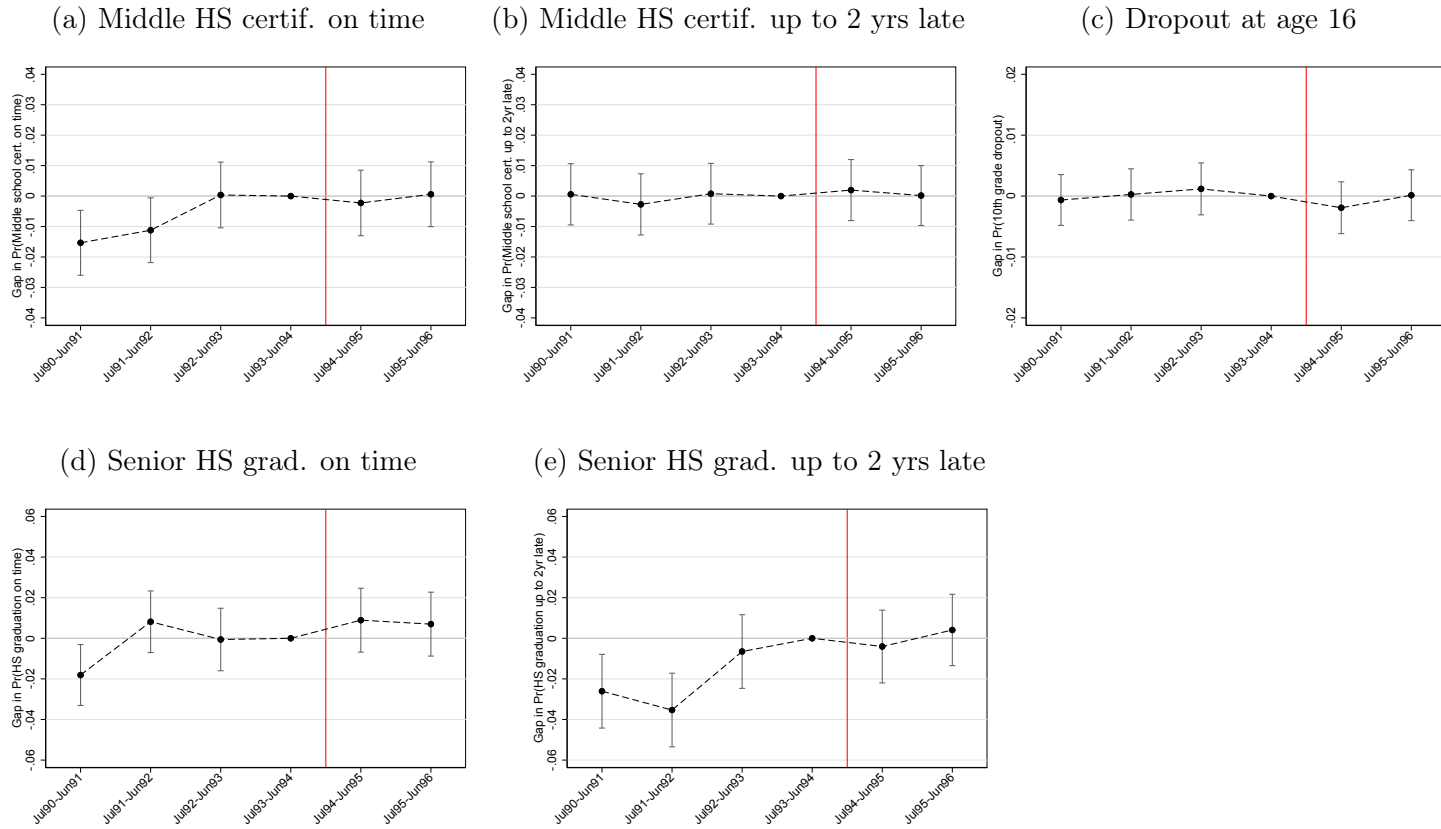 (a) Middle HS certif. on time
(b) Middle HS certif. up to 2 yrs late
(c) Dropout at age 16
Gap in Pr(Middle school cert. on time)
-.04 -.03 -.02 -.01 0 .01 .02 .03 .04
Jul90-Jun91
Jul91-Jun92
Jul92-Jun93
Jul93-Jun94
Jul94-Jun95
Jul95-Jun96
Gap in Pr(Middle school cert. up to 2yr late)
-.04 -.03 -.02 -.01 0 .01 .02 .03 .04
Jul90-Jun91
Jul91-Jun92
Jul92-Jun93
Jul93-Jun94
Jul94-Jun95
Jul95-Jun96
Gap in Pr(10th grade dropout)
-.02 -.01 0 .01 .02
Jul90-Jun91
Jul91-Jun92
Jul92-Jun93
Jul93-Jun94
Jul94-Jun95
Jul95-Jun96
(d) Senior HS grad. on time
(e) Senior HS grad. up to 2 yrs late
Gap in Pr(HS graduation on time)
-.06 -.04 -.02 0 .02 .04 .06
Jul90-Jun91
Jul91-Jun92
Jul92-Jun93
Jul93-Jun94
Jul94-Jun95
Jul95-Jun96
Gap in Pr(HS graduation up to 2yr late)
-.06 -.04 -.02 0 .02 .04 .06
Jul90-Jun91
Jul91-Jun92
Jul92-Jun93
Jul93-Jun94
Jul94-Jun95
Jul95-Jun96